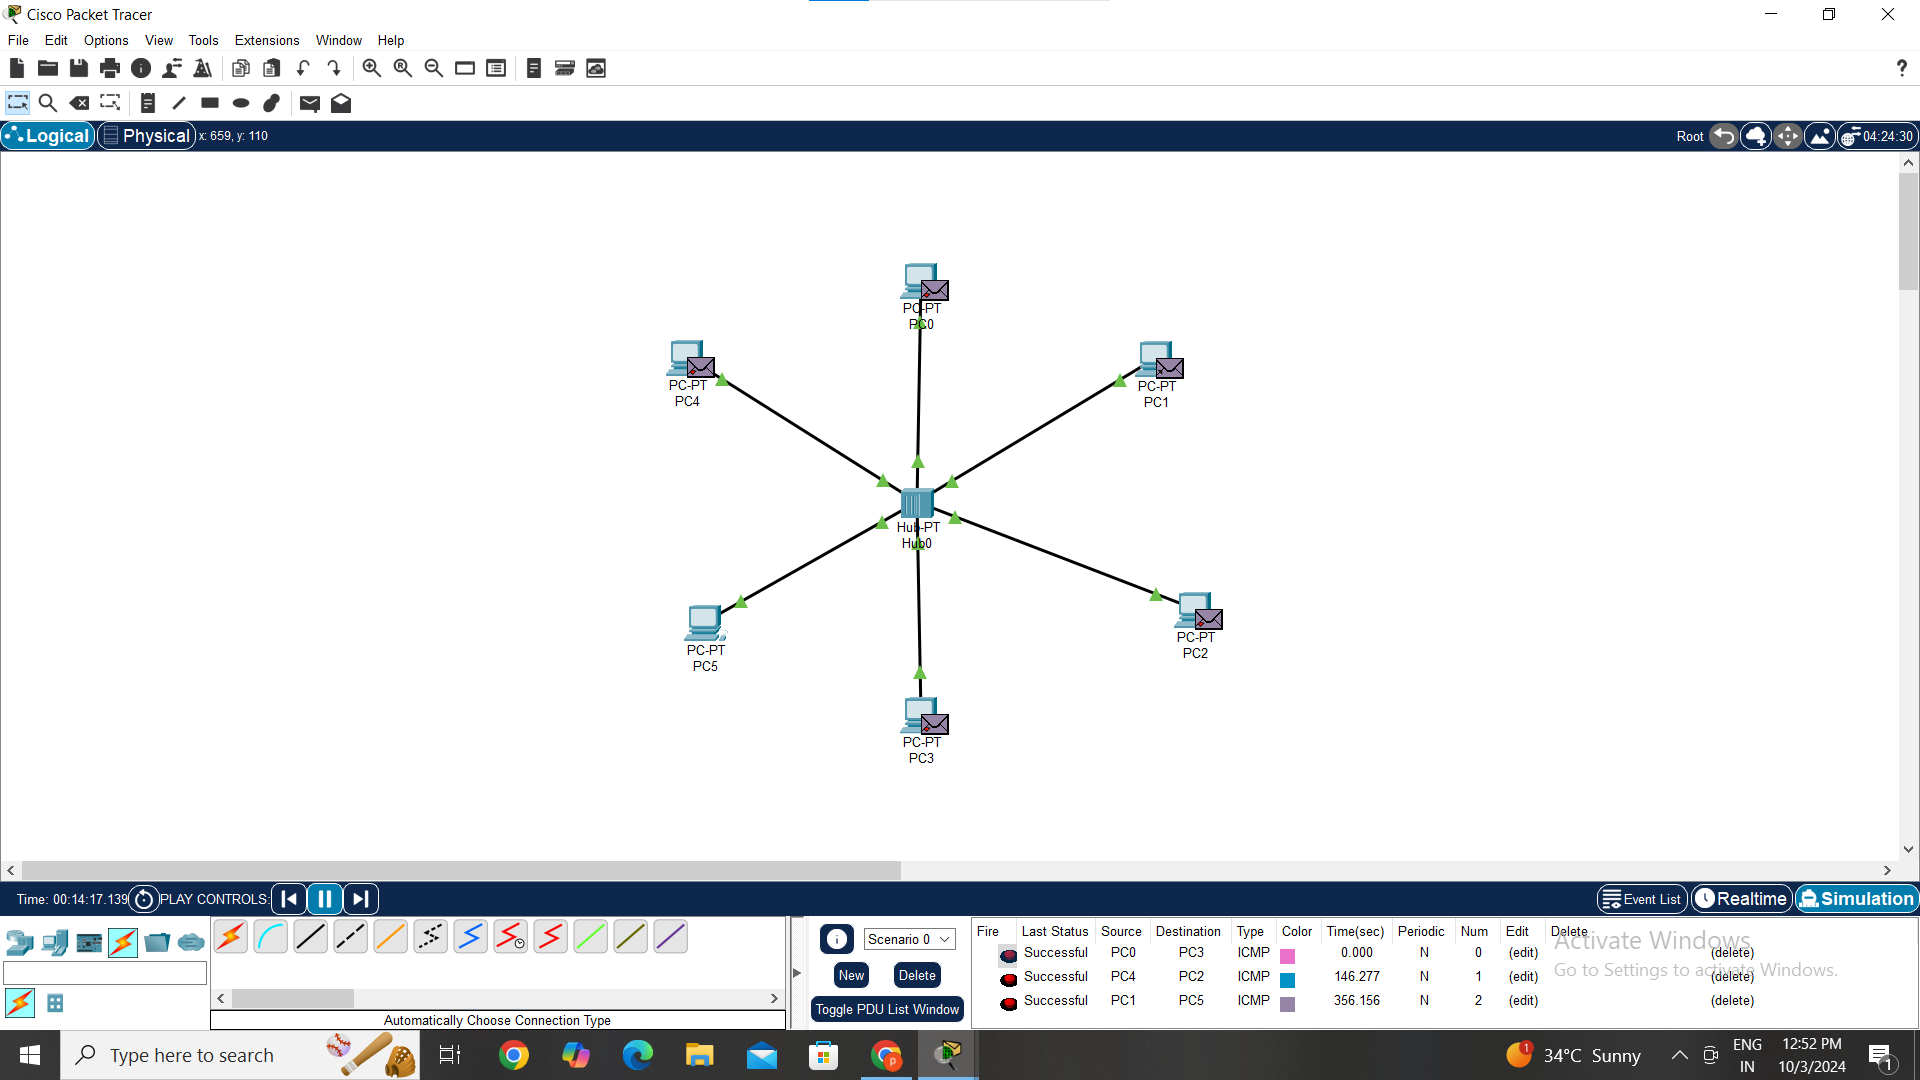 Cisco Packet Tracer
File Edit Options View Tools Extensions Window Help
Logical Physical x: 659, y: 110 Root 04:24:30
PC-PT
PC0
PC-PT
PC4
PC-PT
PC1
Hub-PT
Hub0
PC-PT
PC5
PC-PT
PC2
PC-PT
PC3
Time: 00:14:17.139 PLAY CONTROLS: Event List Realtime Simulation
Scenario 0
New Delete
Toggle PDU List Window
Automatically Choose Connection Type
Fire Last Status Source Destination Type Color Time(sec) Periodic Num Edit Delete
Successful PC0 PC3 ICMP 0.000 N 0 (edit) (delete)
Successful PC4 PC2 ICMP 146.277 N 1 (edit) (delete)
Successful PC1 PC5 ICMP 356.156 N 2 (edit) (delete)
Activate Windows
Go to Settings to activate Windows.
Type here to search
34°C Sunny
ENG
IN
12:52 PM
10/3/2024
1
1